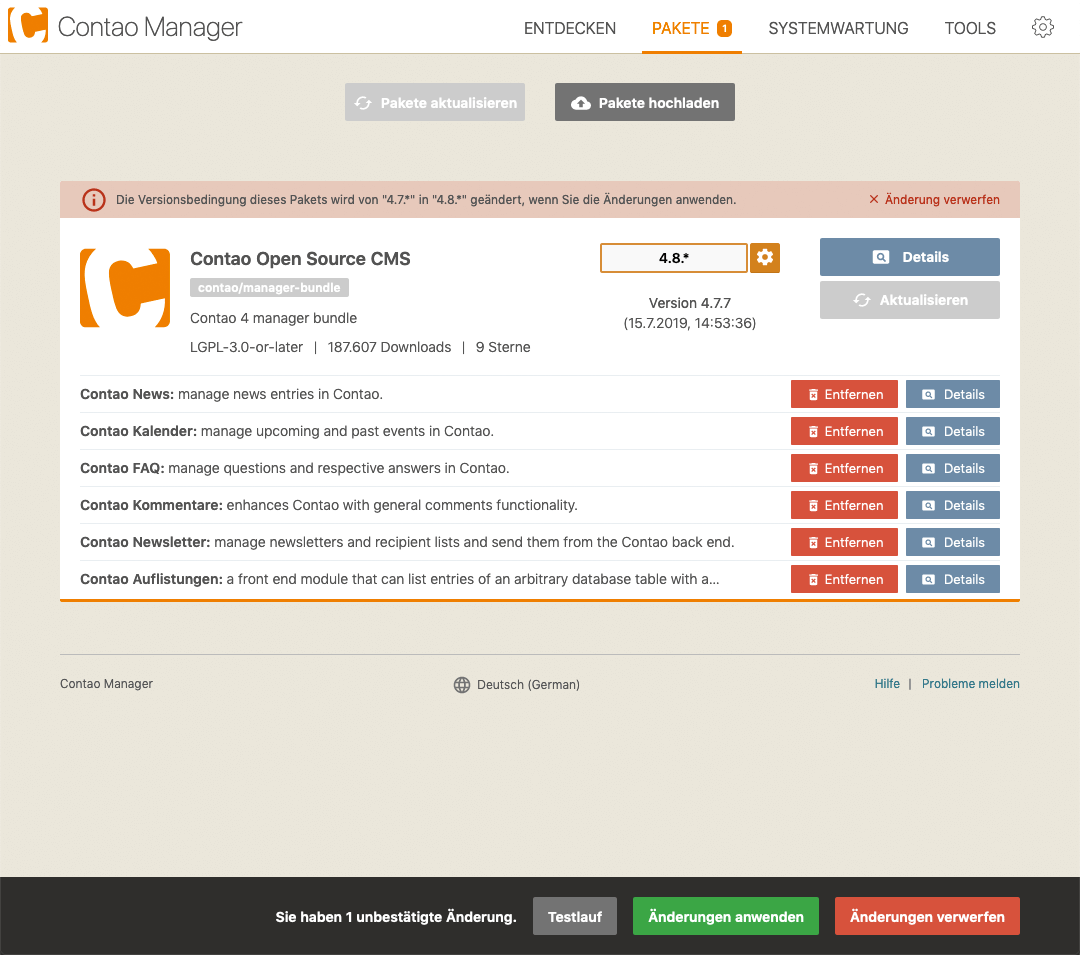 Contao Manager
ENTDECKEN PAKETE 1 SYSTEMWARTUNG TOOLS
Pakete aktualisieren Pakete hochladen
Die Versionsbedingung dieses Pakets wird von "4.7.*" in "4.8.*" geändert, wenn Sie die Änderungen anwenden. Änderung verwerfen
Contao Open Source CMS
contao/manager-bundle
Contao 4 manager bundle
LGPL-3.0-or-later | 187.607 Downloads | 9 Sterne
4.8.*
Version 4.7.7
(15.7.2019, 14:53:36)
Details
Aktualisieren
Contao News: manage news entries in Contao. Entfernen Details
Contao Kalender: manage upcoming and past events in Contao. Entfernen Details
Contao FAQ: manage questions and respective answers in Contao. Entfernen Details
Contao Kommentare: enhances Contao with general comments functionality. Entfernen Details
Contao Newsletter: manage newsletters and recipient lists and send them from the Contao back end. Entfernen Details
Contao Auflistungen: a front end module that can list entries of an arbitrary database table with a... Entfernen Details
Contao Manager Deutsch (German) Hilfe | Probleme melden
Sie haben 1 unbestätigte Änderung. Testlauf Änderungen anwenden Änderungen verwerfen